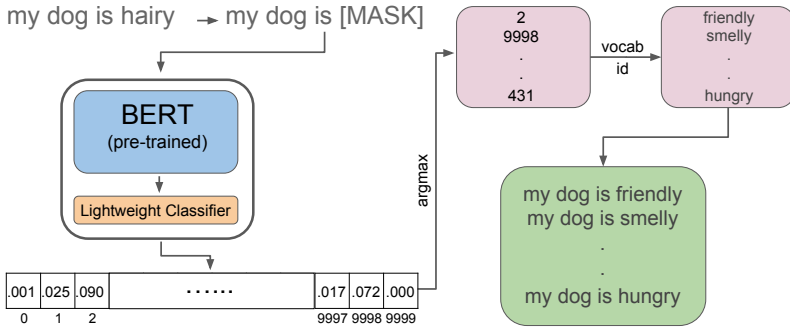 my dog is hairy
my dog is [MASK]
BERT
(pre-trained)
Lightweight Classifier
.001 .025 .090 ...... .017 .072 .000
0 1 2 9997 9998 9999
argmax
2
9998
.
.
431
vocab
id
friendly
smelly
.
.
hungry
my dog is friendly
my dog is smelly
.
.
my dog is hungry